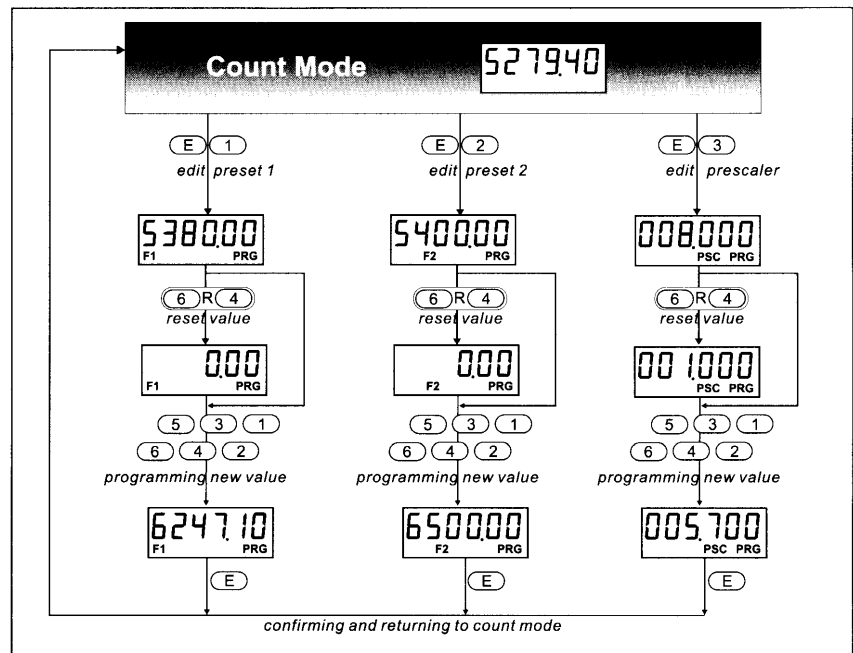 Count Mode 5279.40
E 1 E 2 E 3
edit preset 1 edit preset 2 edit prescaler
5380.00 5400.00 008.000
F1 PRG F2 PRG PSC PRG
6 R 4 6 R 4 6 R 4
reset value reset value reset value
0.00 0.00 001.000
F1 PRG F2 PRG PSC PRG
5 3 1 5 3 1 5 3 1
6 4 2 6 4 2 6 4 2
programming new value programming new value programming new value
6247.10 6500.00 005.700
F1 PRG F2 PRG PSC PRG
E E E
confirming and returning to count mode